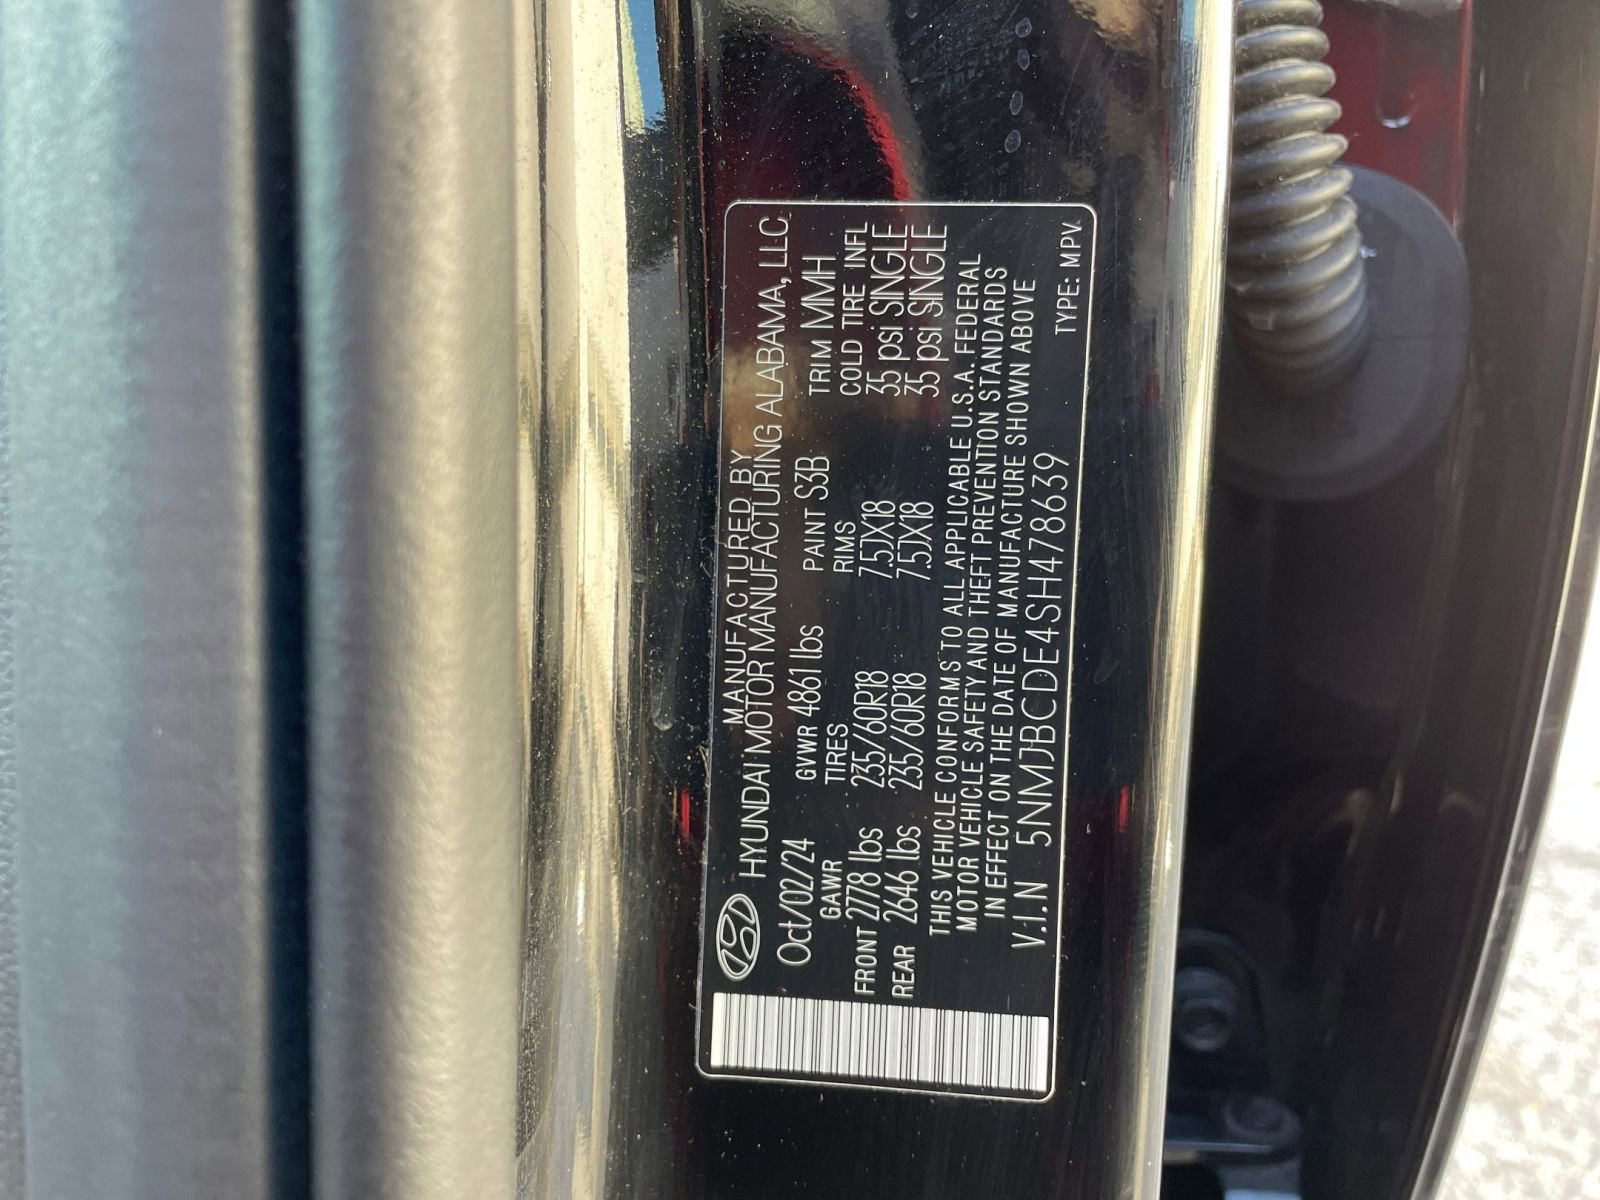 MANUFACTURED BY
HYUNDAI MOTOR MANUFACTURING ALABAMA, LLC
Oct/02/24 GVWR 4861 lbs PAINT S3B TRIM MMH
GAWR TIRES RIMS COLD TIRE INFL
FRONT 2778 lbs 235/60R18 7.5JX18 35 psi SINGLE
REAR 2646 lbs 235/60R18 7.5JX18 35 psi SINGLE
THIS VEHICLE CONFORMS TO ALL APPLICABLE U.S.A. FEDERAL
MOTOR VEHICLE SAFETY AND THEFT PREVENTION STANDARDS
IN EFFECT ON THE DATE OF MANUFACTURE SHOWN ABOVE
V.I.N 5NMJBCDE4SH478639 TYPE: MPV